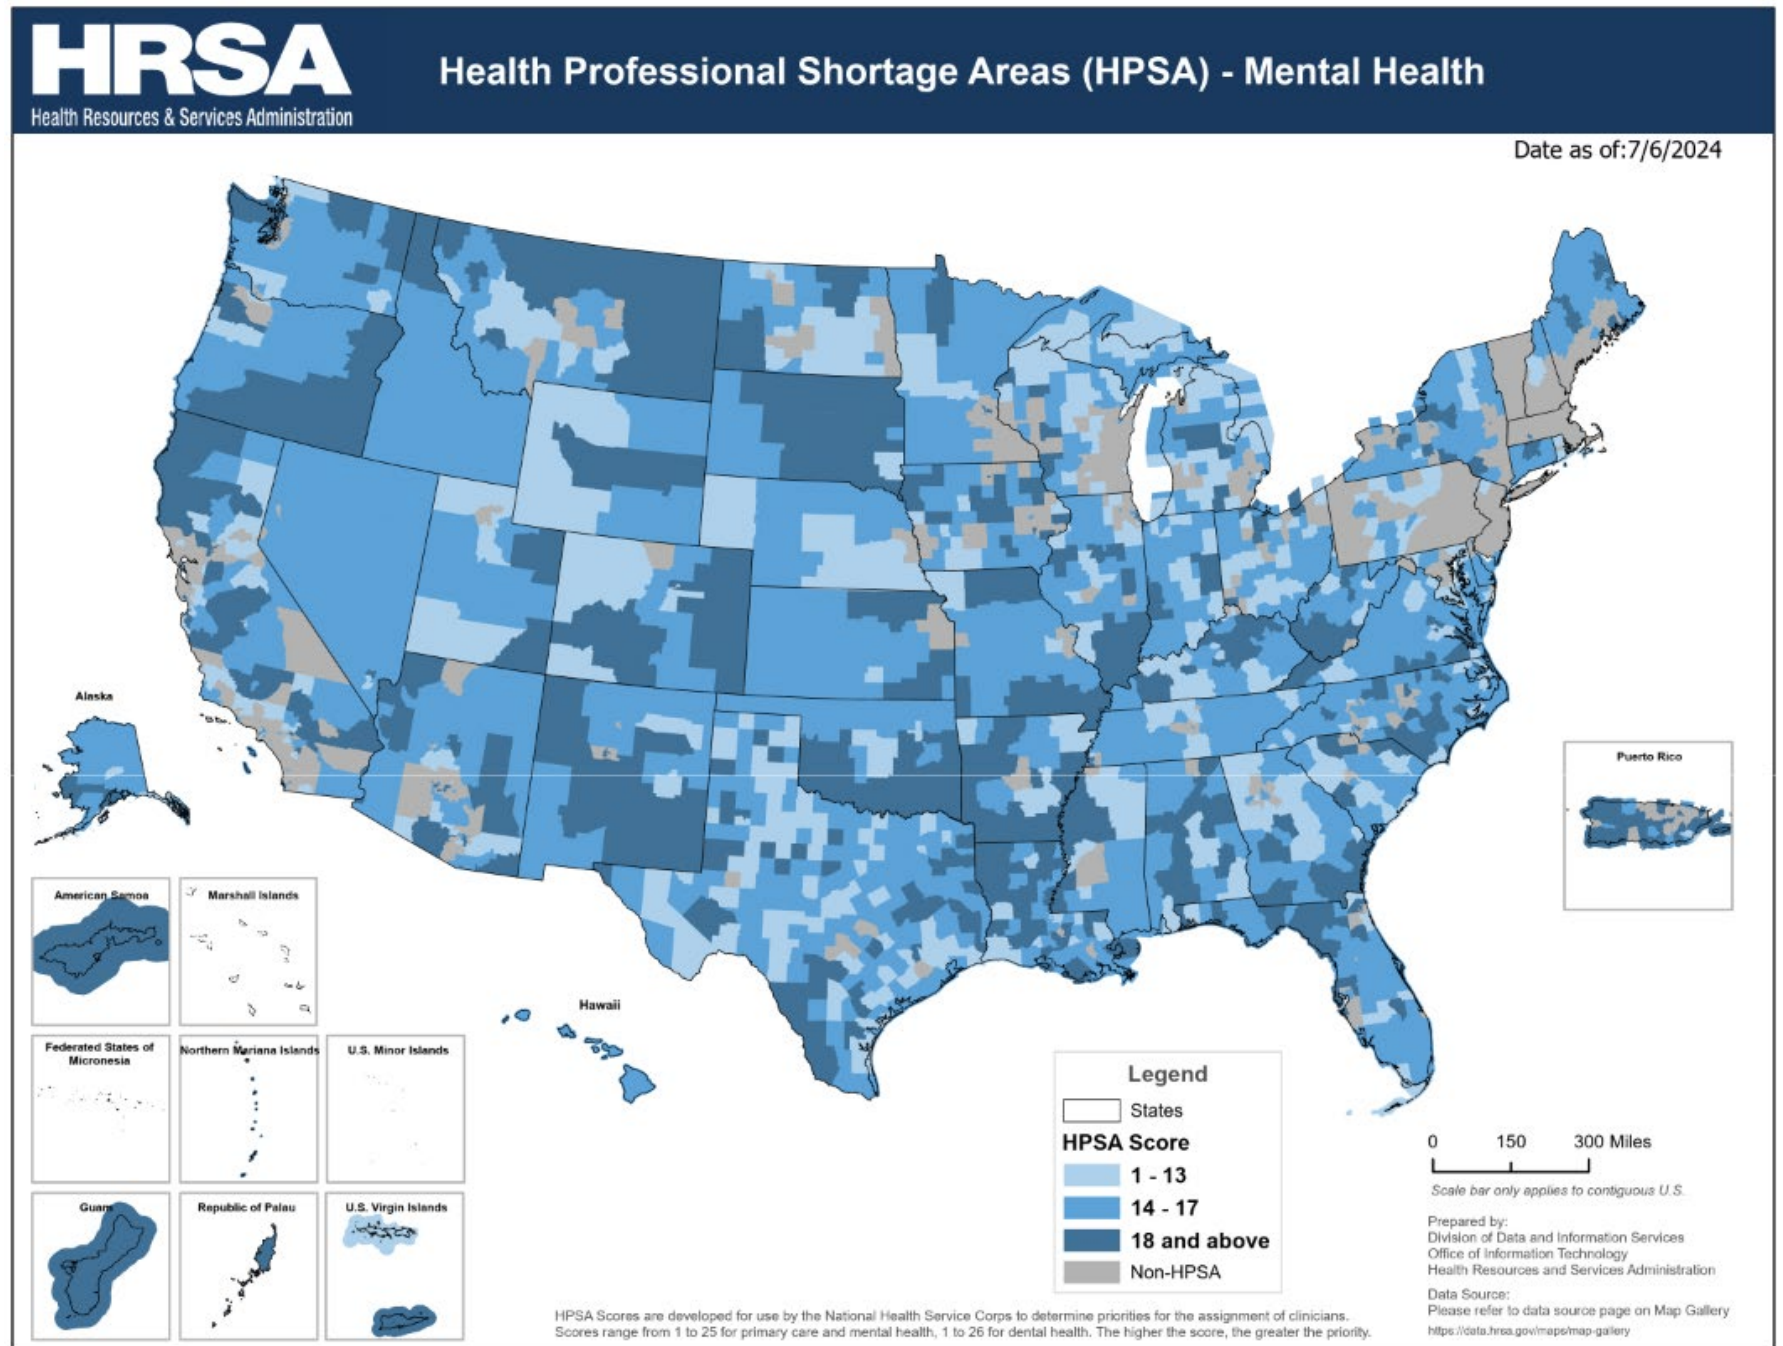 HRSA
Health Resources & Services Administration
Health Professional Shortage Areas (HPSA) - Mental Health
Date as of:7/6/2024
Alaska
Puerto Rico
American Samoa
Marshall Islands
Hawaii
Federated States of
Micronesia
Northern Mariana Islands
U.S. Minor Islands
Guam
Republic of Palau
U.S. Virgin Islands
Legend
States
HPSA Score
1 - 13
14 - 17
18 and above
Non-HPSA
0 150 300 Miles
Scale bar only applies to contiguous U.S.
Prepared by:
Division of Data and Information Services
Office of Information Technology
Health Resources and Services Administration
Data Source:
Please refer to data source page on Map Gallery
https://data.hrsa.gov/maps/map-gallery
HPSA Scores are developed for use by the National Health Service Corps to determine priorities for the assignment of clinicians.
Scores range from 1 to 25 for primary care and mental health, 1 to 26 for dental health. The higher the score, the greater the priority.